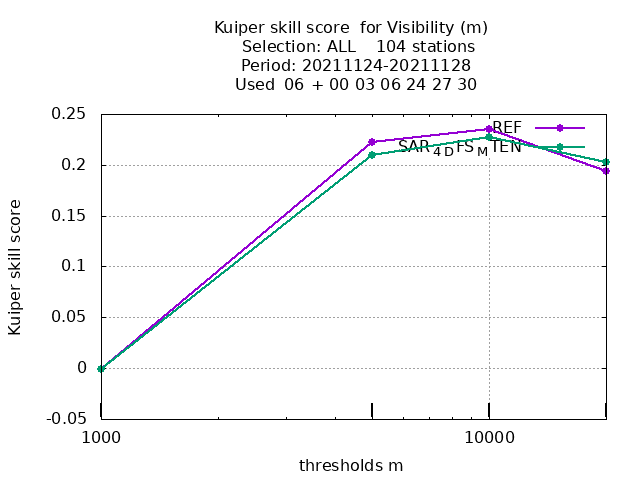 Kuiper skill score  for Visibility (m)
Selection: ALL    104 stations
Period: 20211124-20211128
Used  06 + 00 03 06 24 27 30
0.25
0.2
0.15
0.1
0.05
0
-0.05
Kuiper skill score
REF
SAR4DFSMTEN
1000
10000
thresholds m